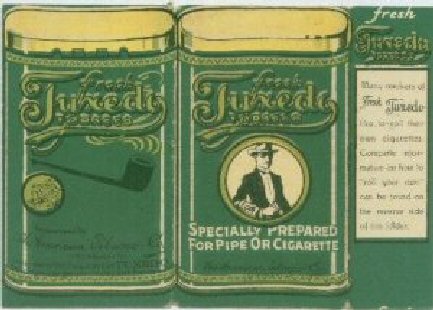 fresh
Tuxedo
TOBACCO
fresh
Tuxedo
TOBACCO
SPECIALLY PREPARED
FOR PIPE OR CIGARETTE
fresh
Tuxedo
TOBACCO
Many smokers of
Fresh Tuxedo
like to roll their
own cigarettes.
Complete infor-
mation on how to
roll your own
can be found on
the reverse side
of this folder.